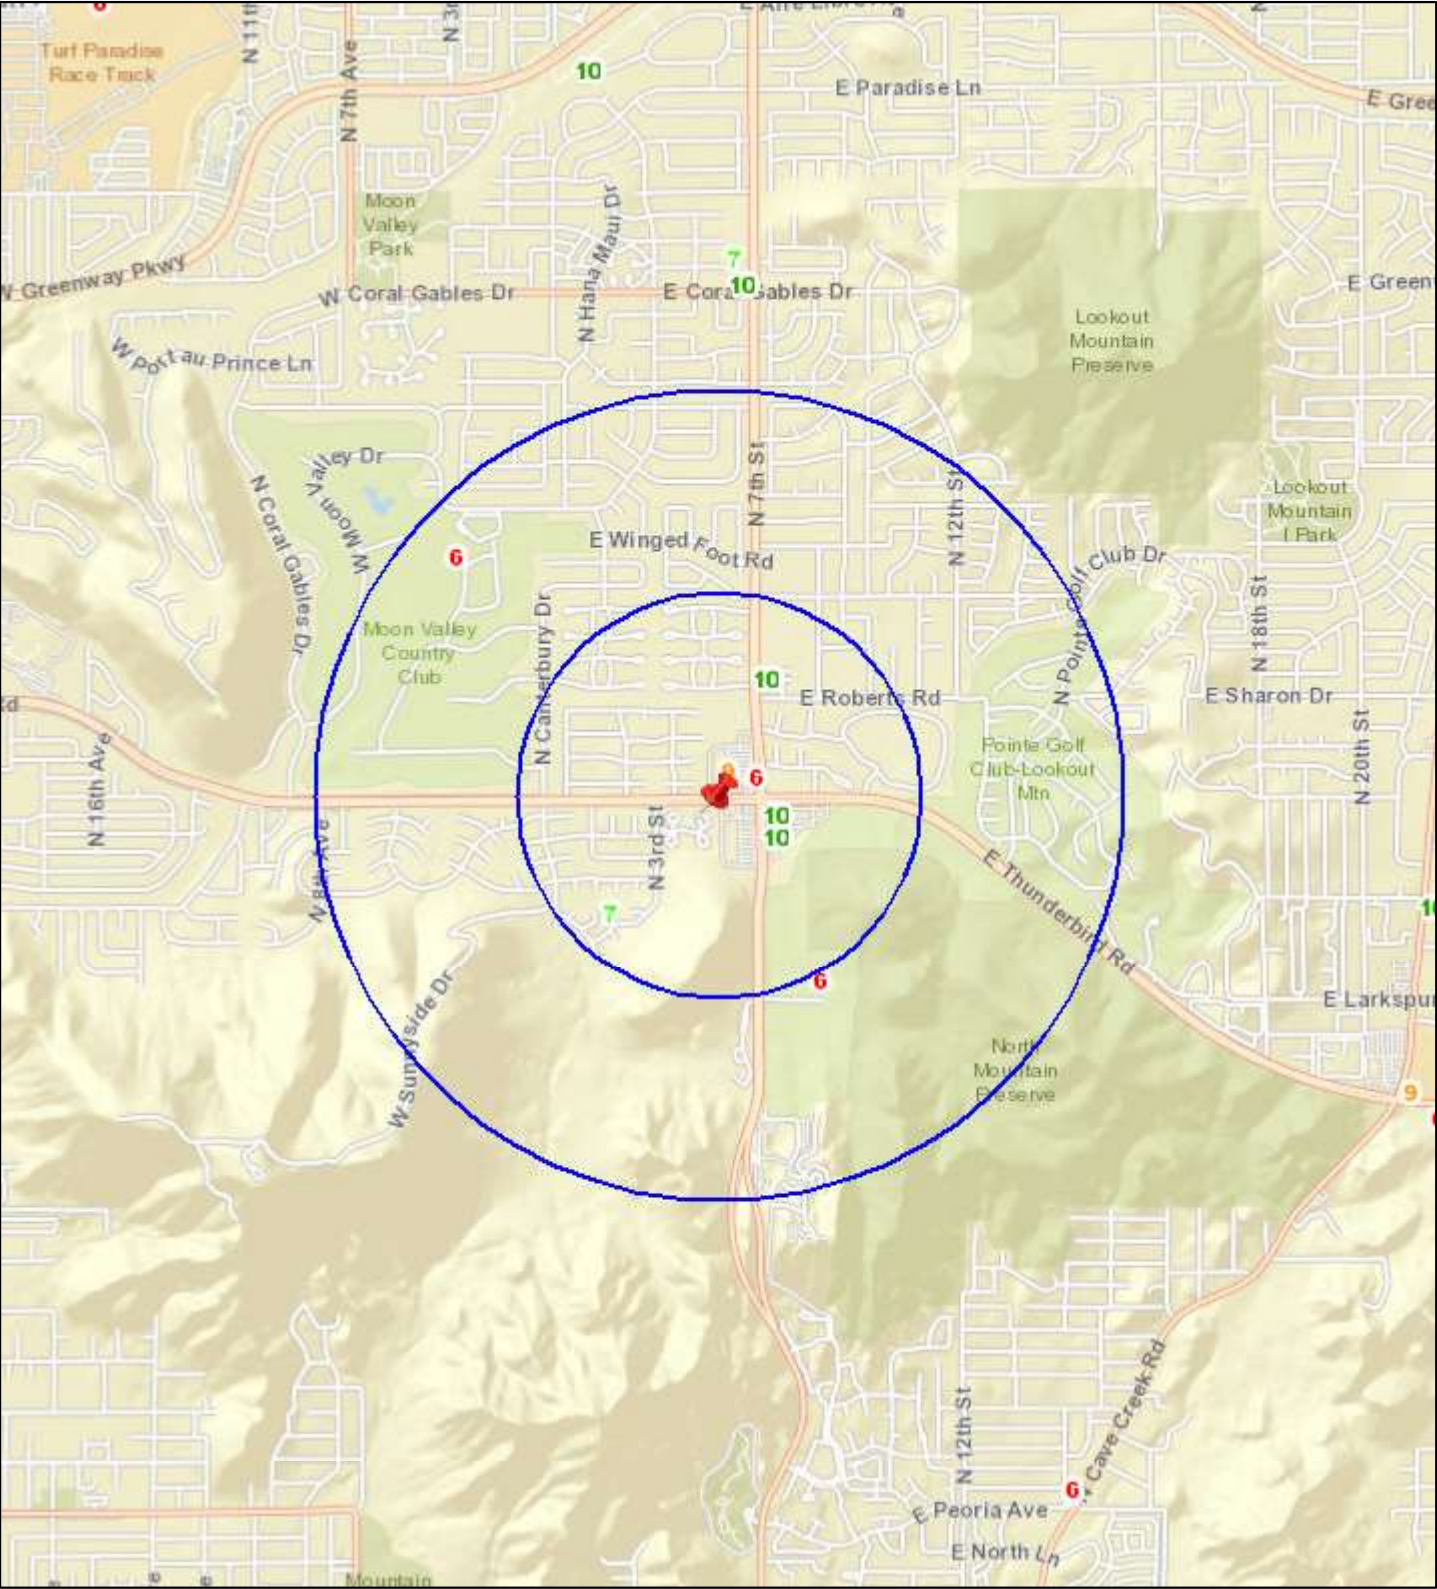 N 11th
N 7th Ave
Turf Paradise
Race Track
10
E Paradise Ln
E Gree
Moon
Valley
Park
N Hana Maui Dr
7
10
W Greenway Pkwy
W Coral Gables Dr
E Coral Gables Dr
E Green
Lookout
Mountain
Preserve
W Port au Prince Ln
W Moon Valley Dr
N Coral Gables Dr
N 7th St
N 12th St
Lookout
Mountain
I Park
6
E Winged Foot Rd
N Pointe Golf Club Dr
N 18th St
Moon Valley
Country
Club
N Canterbury Dr
10
E Roberts Rd
E Sharon Dr
Rd
N 16th Ave
Pointe Golf
Club-Lookout
Mtn
N 20th St
6
10
10
N 3rd St
N 8th Ave
E Thunderbird Rd
7
10
6
W Sunnyside Dr
E Larkspur
North
Mountain
Preserve
9
N 12th St
N Cave Creek Rd
6
E Peoria Ave
E North Ln
Mountain